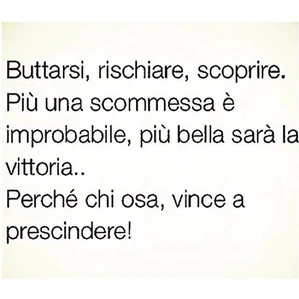 Buttarsi, rischiare, scoprire.
Più una scommessa è
improbabile, più bella sarà la
vittoria..
Perché chi osa, vince a
prescindere!